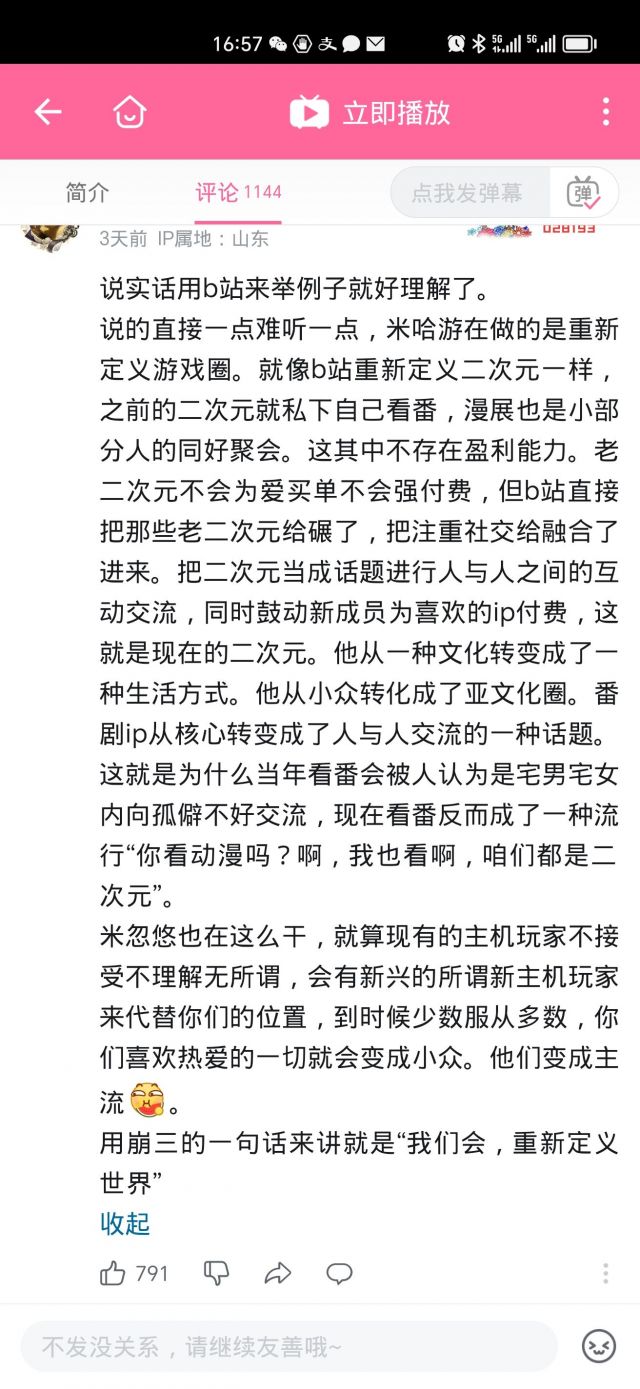 16:57
5G
5G
立即播放
简介
评论 1144
点我发弹幕
弹
3天前 IP属地：山东
028193
说实话用b站来举例子就好理解了。
说的直接一点难听一点，米哈游在做的是重新
定义游戏圈。就像b站重新定义二次元一样，
之前的二次元就私下自己看番，漫展也是小部
分人的同好聚会。这其中不存在盈利能力。老
二次元不会为爱买单不会强付费，但b站直接
把那些老二次元给碾了，把注重社交给融合了
进来。把二次元当成话题进行人与人之间的互
动交流，同时鼓动新成员为喜欢的ip付费，这
就是现在的二次元。他从一种文化转变成了一
种生活方式。他从小众转化成了亚文化圈。番
剧ip从核心转变成了人与人交流的一种话题。
这就是为什么当年看番会被人认为是宅男宅女
内向孤僻不好交流，现在看番反而成了一种流
行“你看动漫吗？啊，我也看啊，咱们都是二
次元”。
米忽悠也在这么干，就算现有的主机玩家不接
受不理解无所谓，会有新兴的所谓新主机玩家
来代替你们的位置，到时候少数服从多数，你
们喜欢热爱的一切就会变成小众。他们变成主
流。
用崩三的一句话来讲就是“我们会，重新定义
世界”
收起
791
不发没关系，请继续友善哦~